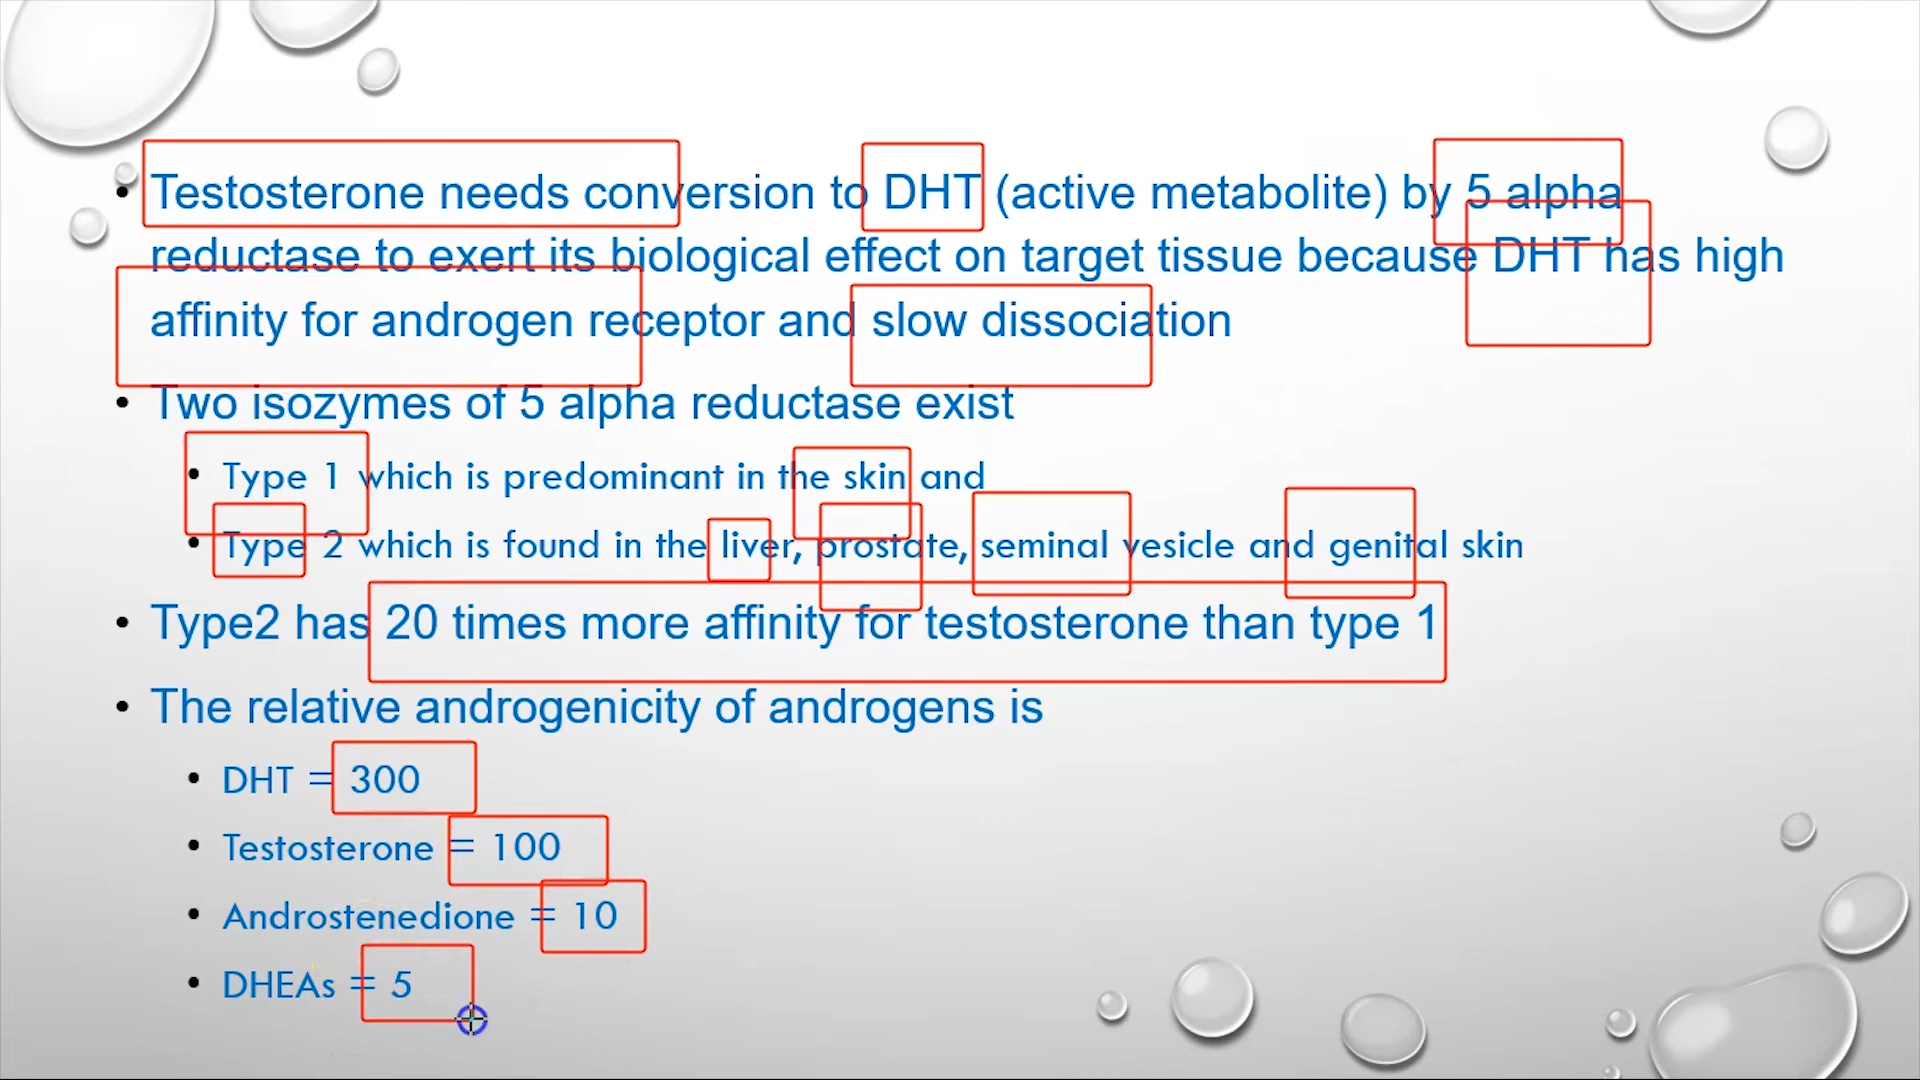 • Testosterone needs conversion to DHT (active metabolite) by 5 alpha
reductase to exert its biological effect on target tissue because DHT has high
affinity for androgen receptor and slow dissociation
• Two isozymes of 5 alpha reductase exist
• Type 1 which is predominant in the skin and
• Type 2 which is found in the liver, prostate, seminal vesicle and genital skin
• Type2 has 20 times more affinity for testosterone than type 1
• The relative androgenicity of androgens is
• DHT = 300
• Testosterone = 100
• Androstenedione = 10
• DHEAs = 5